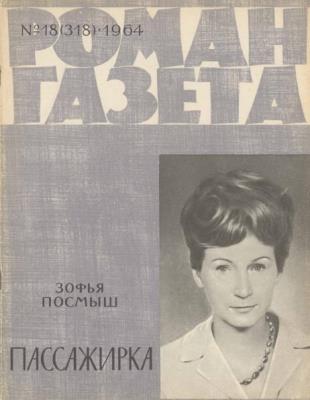 №18(318)·1964
РОМАН
ГАЗЕТА
ЗОФЬЯ
ПОСМЫШ
ПАССАЖИРКА